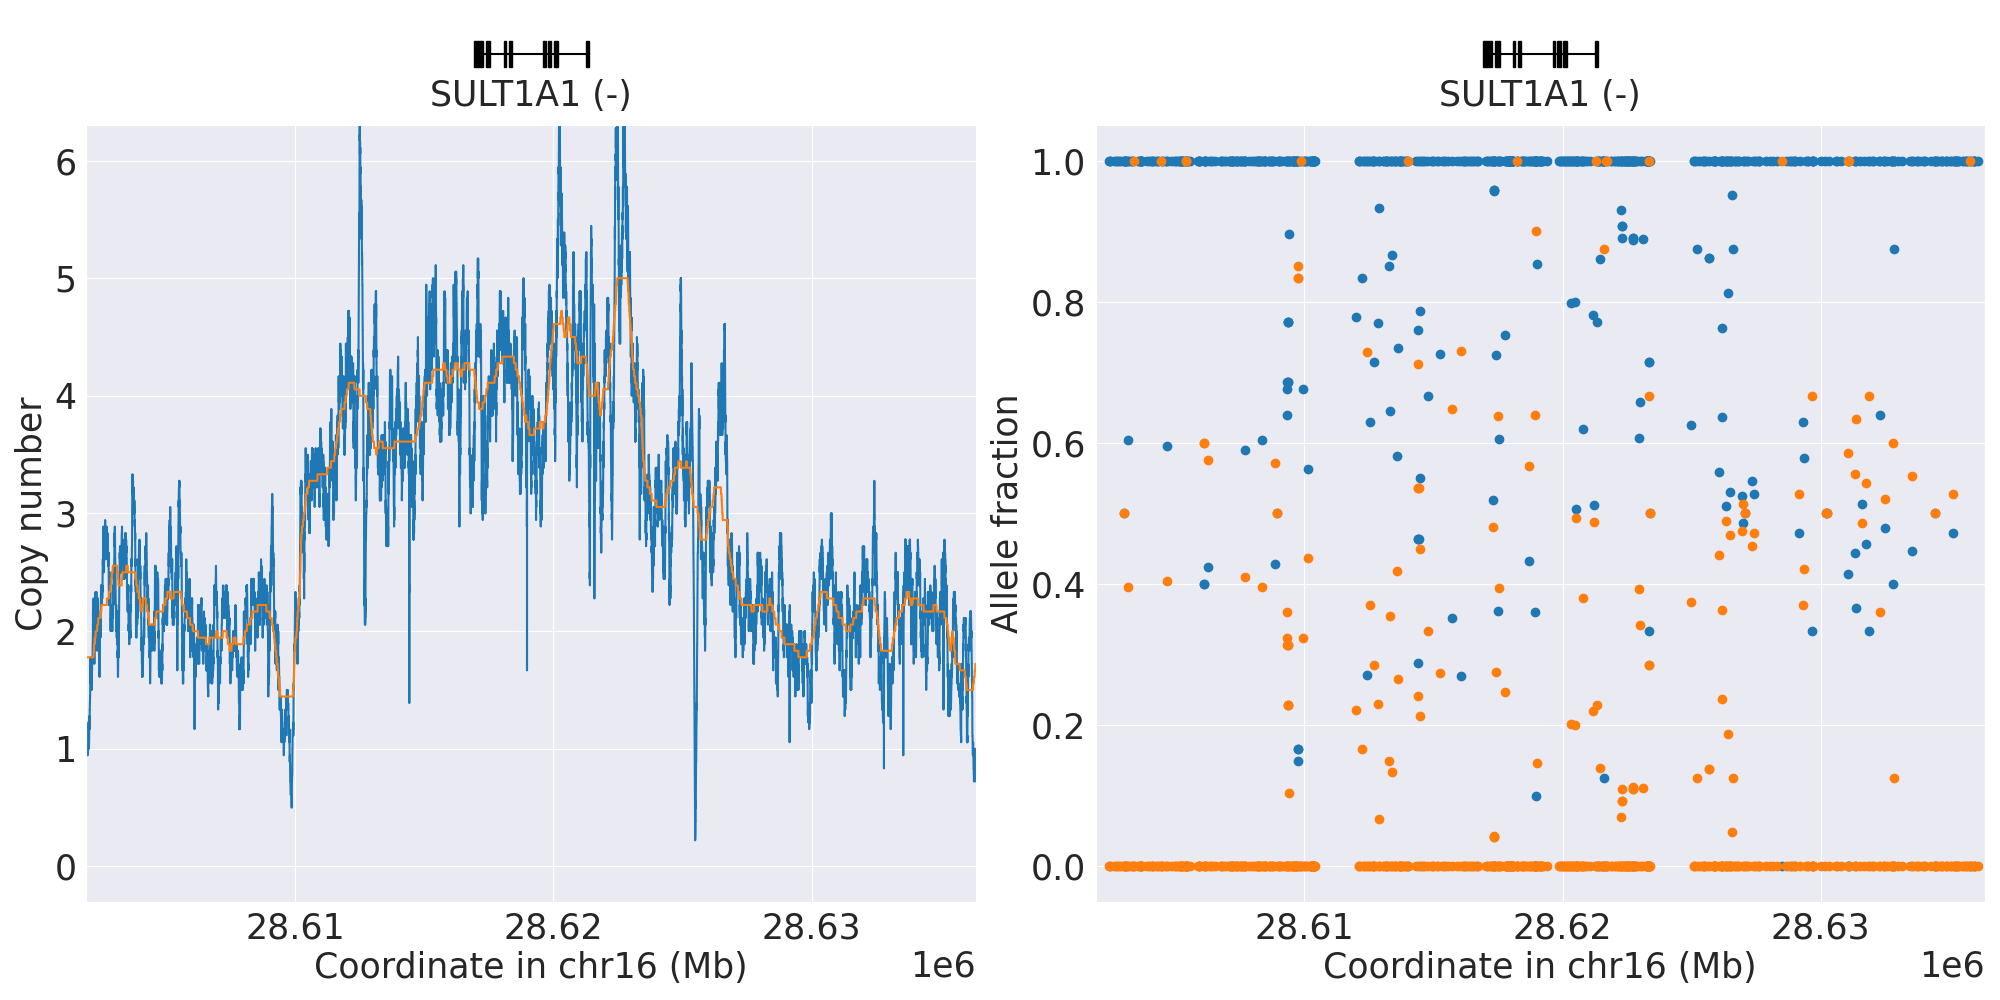 SULT1A1 (-)
Copy number
6
5
4
3
2
1
0
28.61
28.62
28.63
Coordinate in chr16 (Mb)
1e6
SULT1A1 (-)
Allele fraction
1.0
0.8
0.6
0.4
0.2
0.0
28.61
28.62
28.63
Coordinate in chr16 (Mb)
1e6